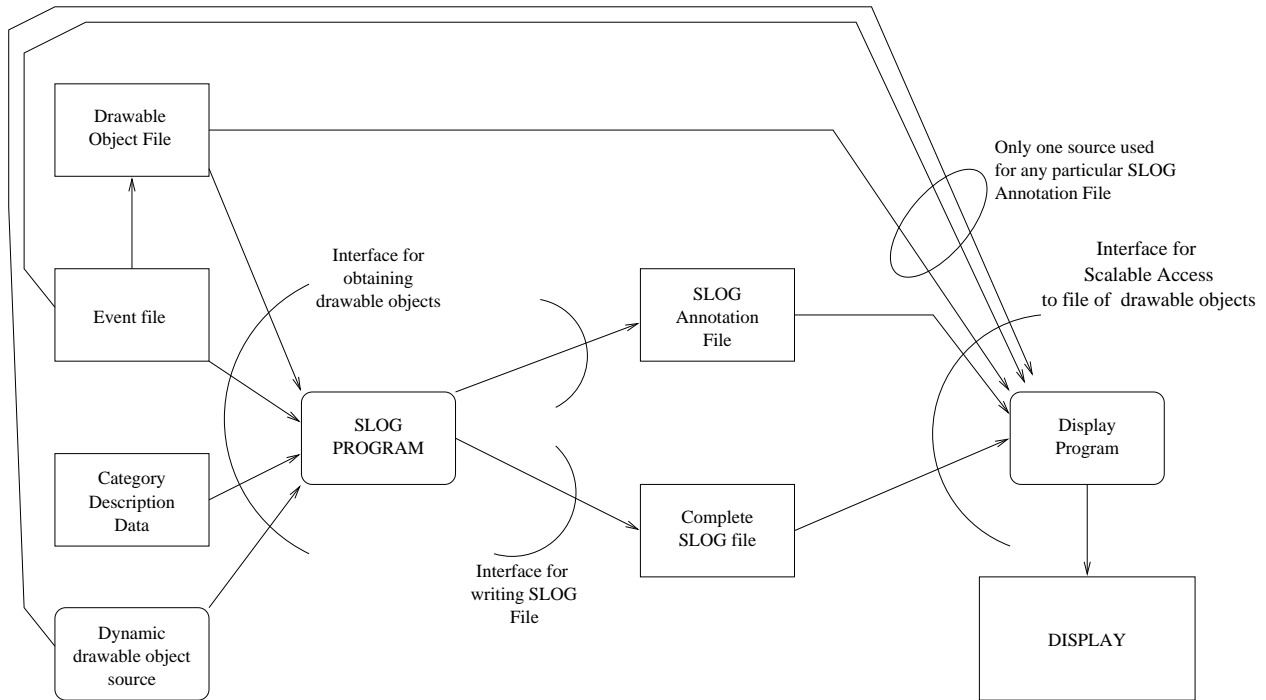 Drawable
Object File
Only one source used
for any particular SLOG
Annotation File
Interface for
obtaining
drawable objects
Interface for
Scalable Access
to file of drawable objects
Event file
SLOG
Annotation
File
SLOG
PROGRAM
Display
Program
Category
Description
Data
Complete
SLOG file
Interface for
writing SLOG
File
Dynamic
drawable object
source
DISPLAY